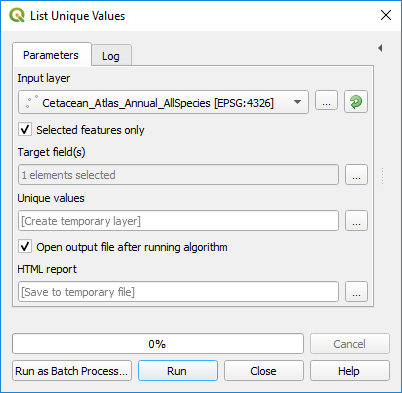 List Unique Values
Parameters
Log
Input layer
Cetacean_Atlas_Annual_AllSpecies [EPSG:4326]
...
Selected features only
Target field(s)
1 elements selected
...
Unique values
[Create temporary layer]
...
Open output file after running algorithm
HTML report
[Save to temporary file]
...
0%
Cancel
Run as Batch Process...
Run
Close
Help